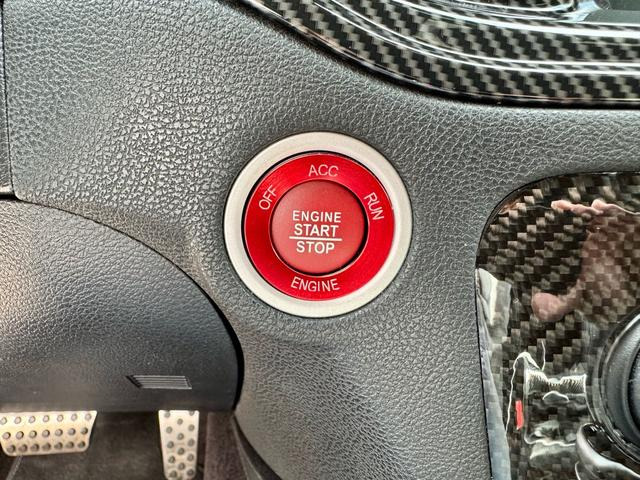 OFF ACC RUN
ENGINE
START
STOP
ENGINE